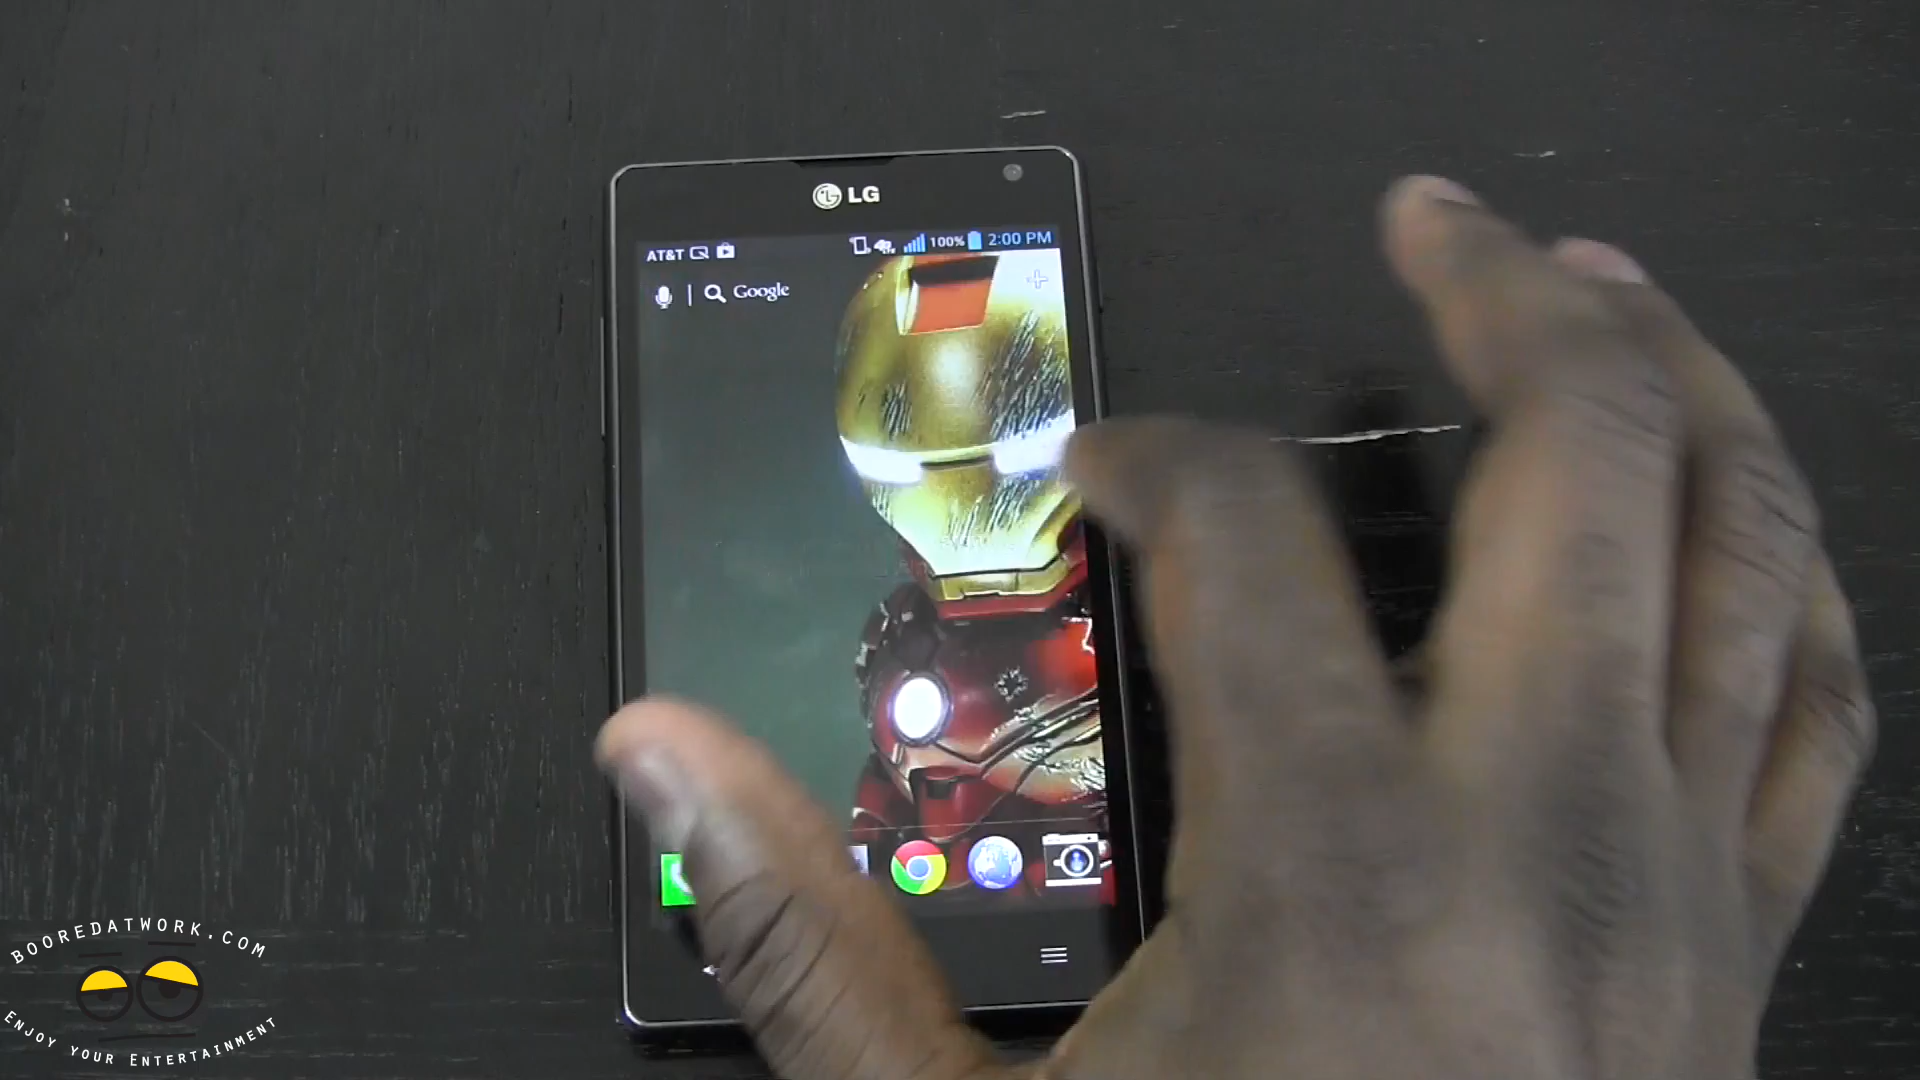 LG
AT&T 100% 2:00 PM
Google
BOOREDATWORK.COM
ENJOY YOUR ENTERTAINMENT